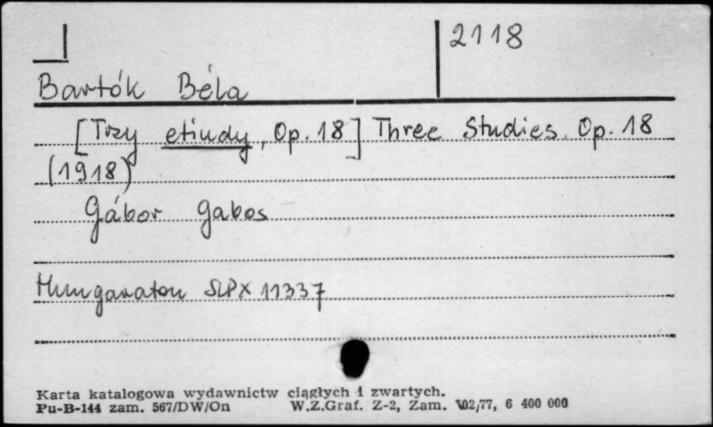 2118
Bartók Béla
[Trzy etiudy, Op. 18] Three Studies Op. 18
(1918)
Gábor Gabos
Hungaroton SLPX 11337
Karta katalogowa wydawnictw ciągłych i zwartych.
Pu-B-144 zam. 567/DW/On W.Z.Graf. Z-2, Zam. 102/77, 6 400 000